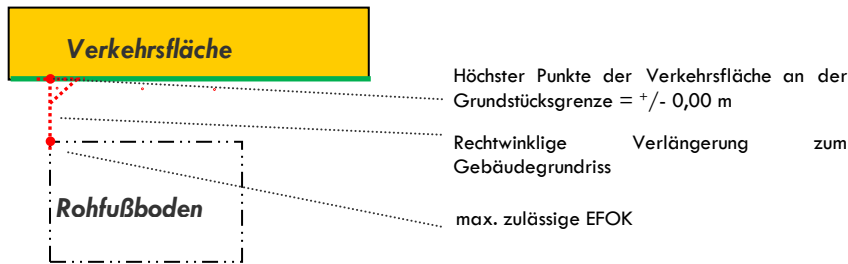 Verkehrsfläche
Höchster Punkte der Verkehrsfläche an der
Grundstücksgrenze = +/- 0,00 m
Rechtwinklige Verlängerung zum
Gebäudegrundriss
Rohfußboden
max. zulässige EFOK